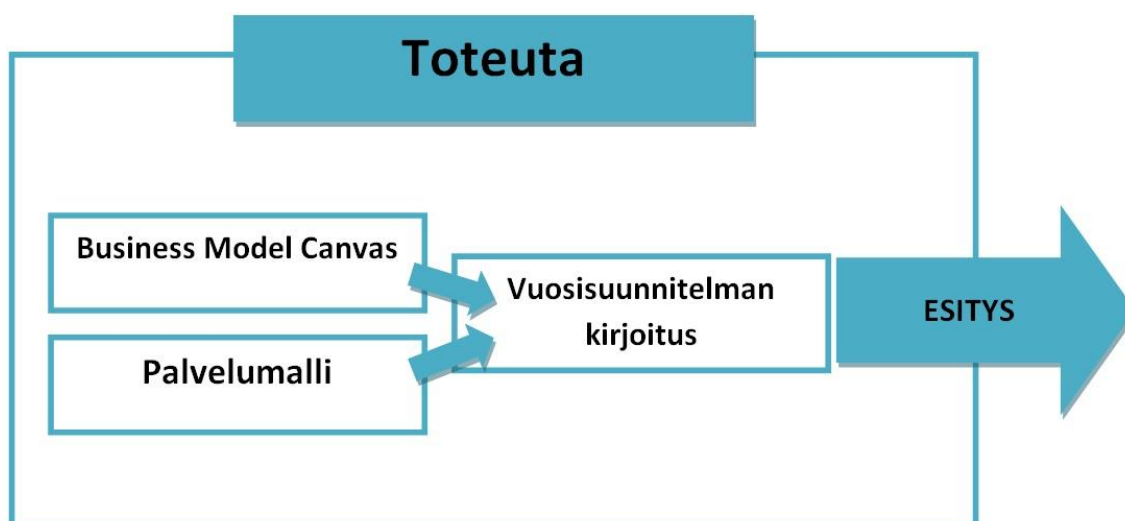 Toteuta
Business Model Canvas
Palvelumalli
Vuosisuunnitelman
kirjoitus
ESITYS